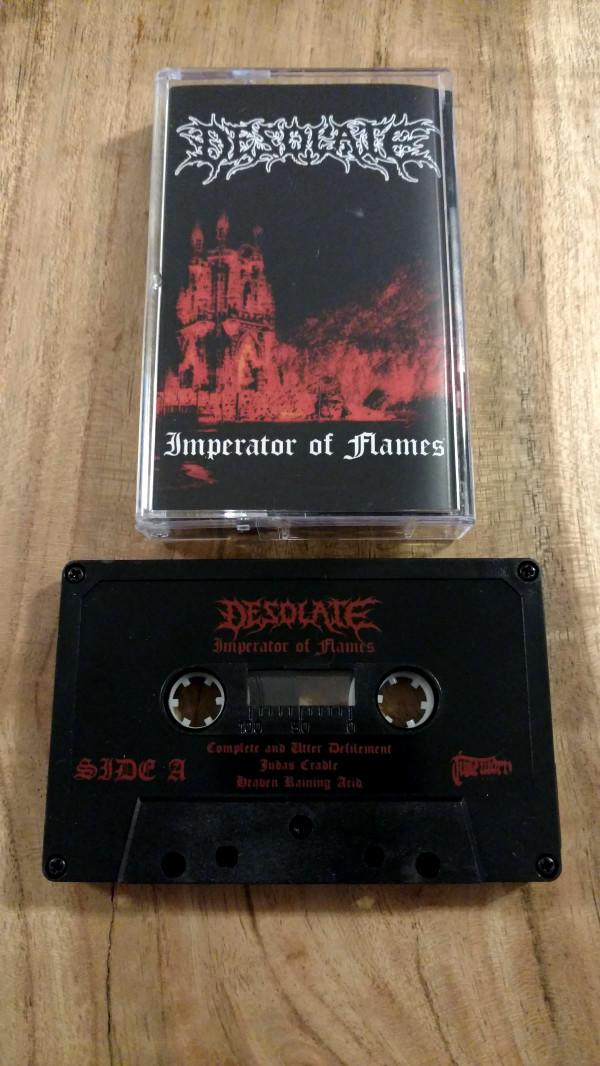 DESOLATE
Imperator of Flames
DESOLATE
Imperator of Flames
100 50 0
Complete and Utter Defilement
SIDE A
Judas Cradle
Heaven Raining Acid